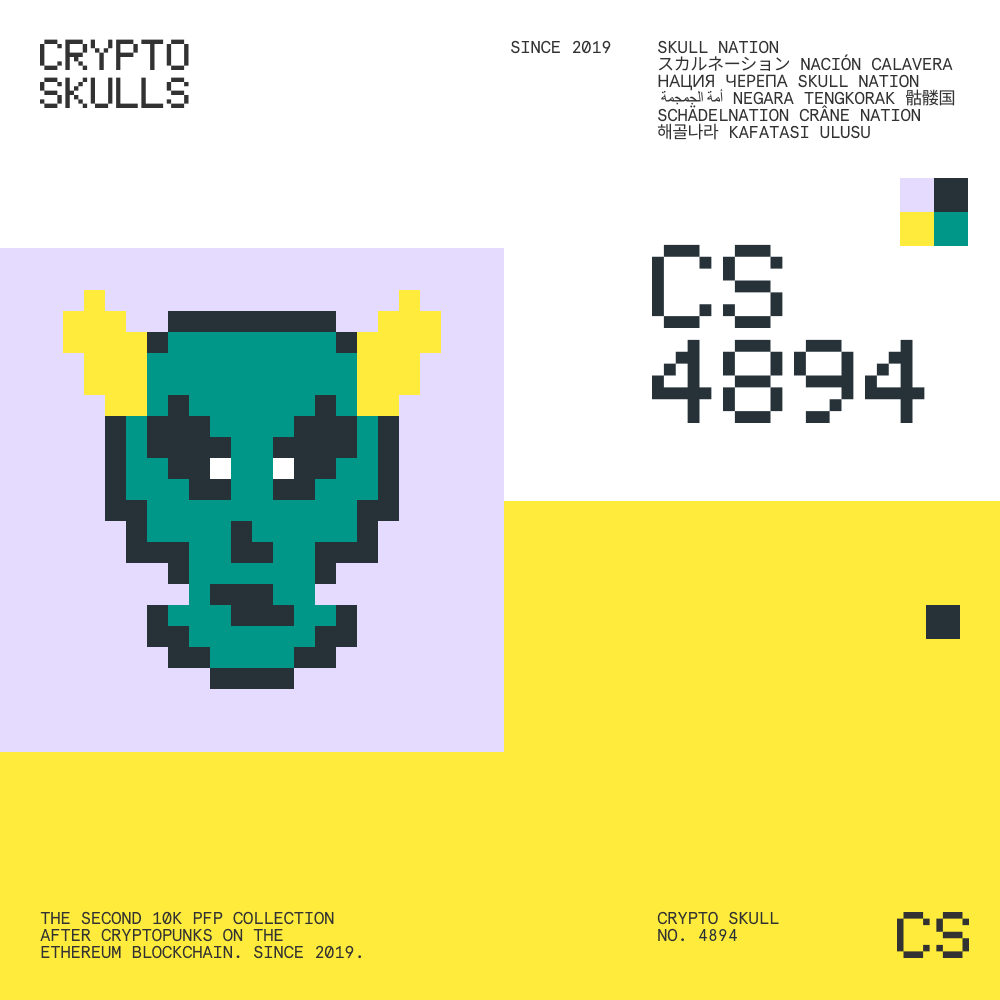 CRYPTO
SKULLS
SINCE 2019
SKULL NATION
スカルネーション NACIÓN CALAVERA
НАЦИЯ ЧЕРЕПА SKULL NATION
أمة الجمجمة NEGARA TENGKORAK 骷髅国
SCHÄDELNATION CRÂNE NATION
해골나라 KAFATASI ULUSU
CS
4894
THE SECOND 10K PFP COLLECTION
AFTER CRYPTOPUNKS ON THE
ETHEREUM BLOCKCHAIN. SINCE 2019.
CRYPTO SKULL
NO. 4894
CS